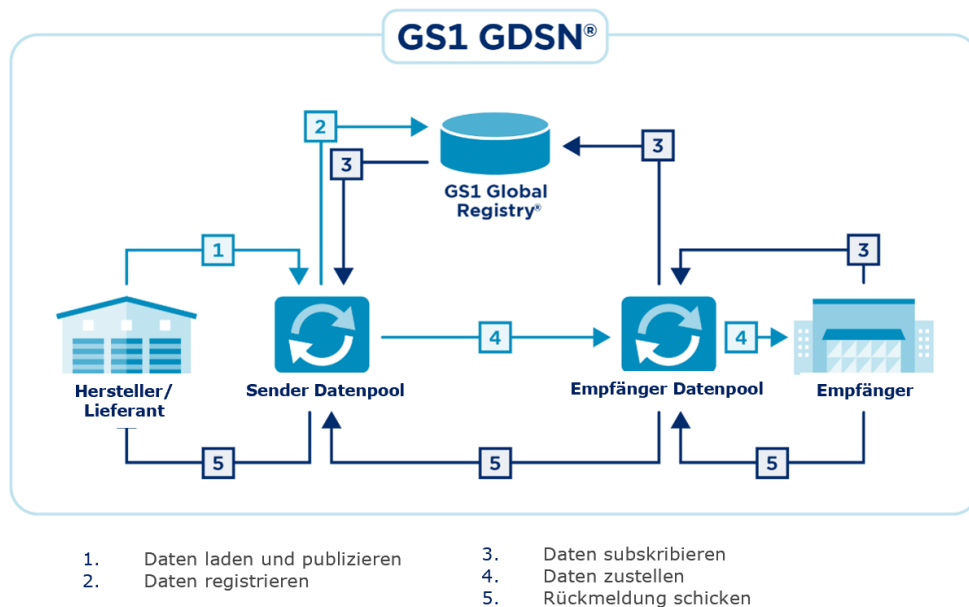 GS1 GDSN®
2
3
3
GS1 Global
Registry®
1
3
4
4
Hersteller/
Lieferant
Sender Datenpool
Empfänger Datenpool
Empfänger
5
5
5
1. Daten laden und publizieren
2. Daten registrieren
3. Daten subskribieren
4. Daten zustellen
5. Rückmeldung schicken